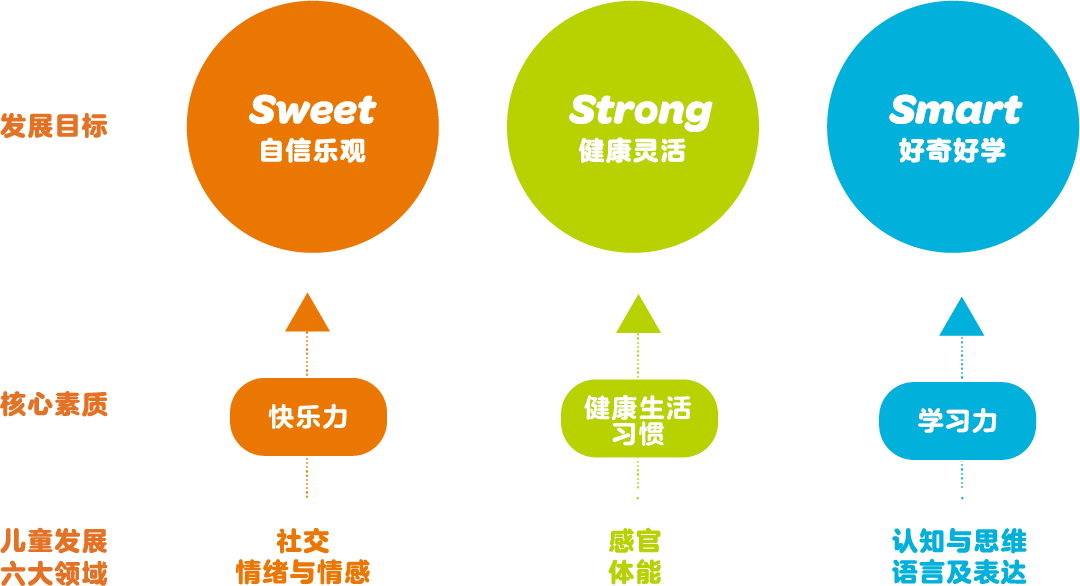 发展目标
Sweet
自信乐观
Strong
健康灵活
Smart
好奇好学
核心素质
快乐力
健康生活
习惯
学习力
儿童发展
六大领域
社交
情绪与情感
感官
体能
认知与思维
语言及表达